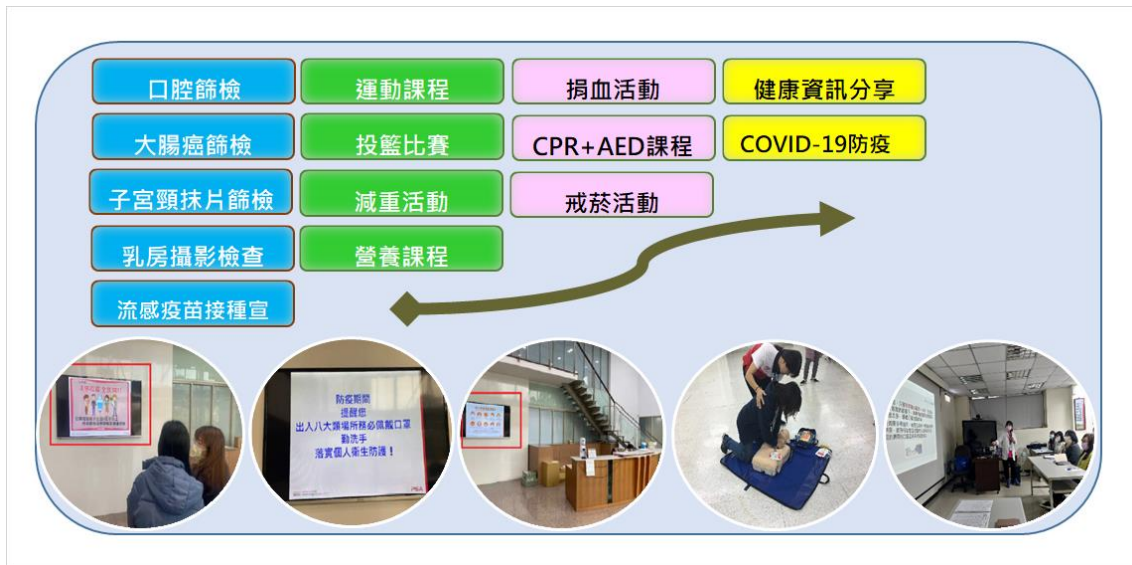 口腔篩檢
運動課程
捐血活動
健康資訊分享
大腸癌篩檢
投籃比賽
CPR+AED課程
COVID-19防疫
子宮頸抹片篩檢
減重活動
戒菸活動
乳房攝影檢查
營養課程
流感疫苗接種宣
防疫期間
提醒您
出入八大類場所務必佩戴口罩
勤洗手
落實個人衛生防護！